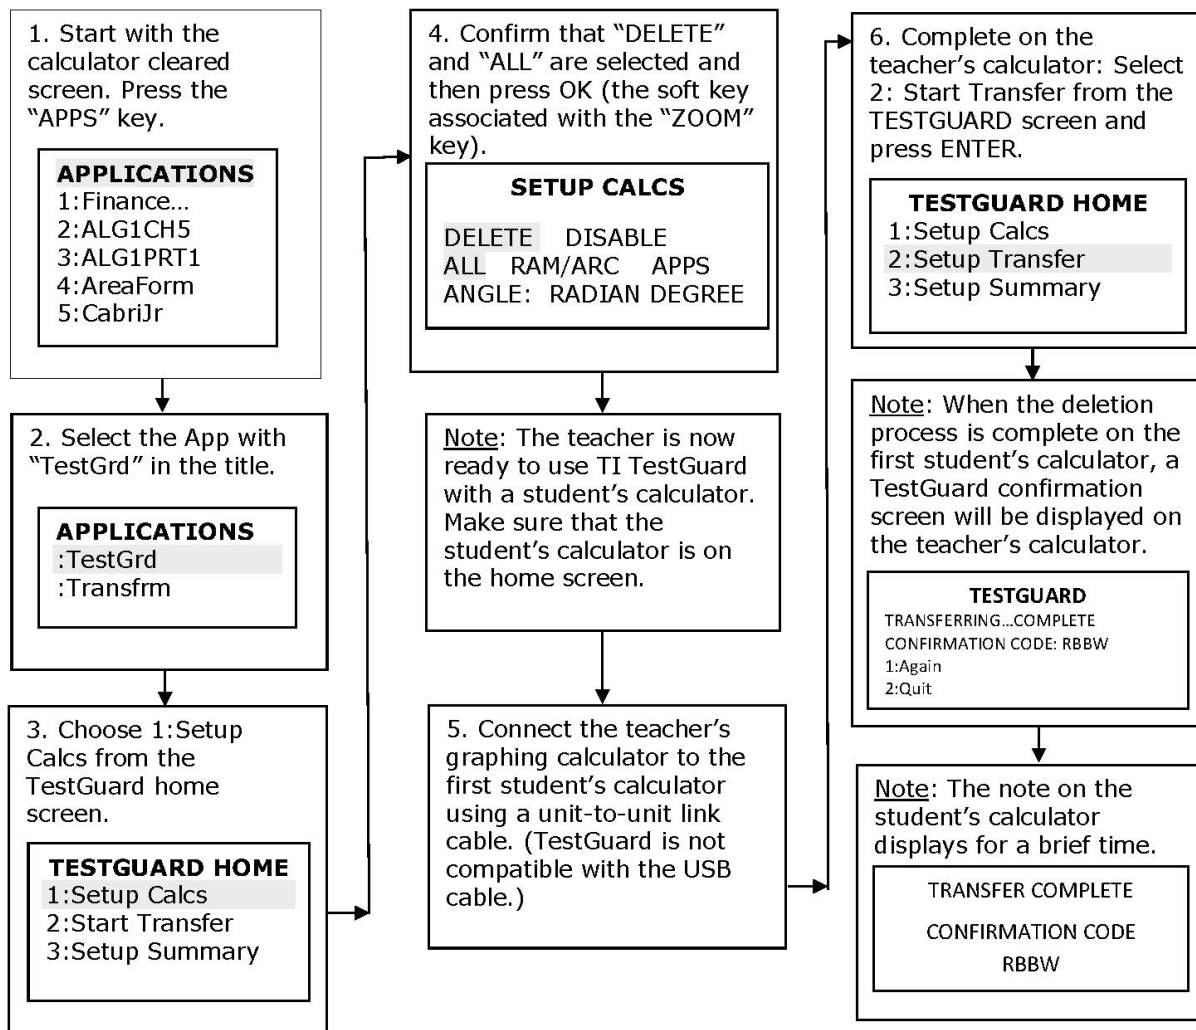 1. Start with the
calculator cleared
screen. Press the
“APPS” key.
APPLICATIONS
1:Finance...
2:ALG1CH5
3:ALG1PRT1
4:AreaForm
5:CabriJr
2. Select the App with
“TestGrd” in the title.
APPLICATIONS
:TestGrd
:Transfrm
3. Choose 1:Setup
Calcs from the
TestGuard home
screen.
TESTGUARD HOME
1:Setup Calcs
2:Start Transfer
3:Setup Summary
4. Confirm that “DELETE”
and “ALL” are selected and
then press OK (the soft key
associated with the “ZOOM”
key).
SETUP CALCS
DELETE DISABLE
ALL RAM/ARC APPS
ANGLE: RADIAN DEGREE
Note: The teacher is now
ready to use TI TestGuard
with a student’s calculator.
Make sure that the
student’s calculator is on
the home screen.
5. Connect the teacher’s
graphing calculator to the
first student’s calculator
using a unit-to-unit link
cable. (TestGuard is not
compatible with the USB
cable.)
6. Complete on the
teacher’s calculator: Select
2: Start Transfer from the
TESTGUARD screen and
press ENTER.
TESTGUARD HOME
1:Setup Calcs
2:Setup Transfer
3:Setup Summary
Note: When the deletion
process is complete on the
first student’s calculator, a
TestGuard confirmation
screen will be displayed on
the teacher’s calculator.
TESTGUARD
TRANSFERRING...COMPLETE
CONFIRMATION CODE: RBBW
1:Again
2:Quit
Note: The note on the
student’s calculator
displays for a brief time.
TRANSFER COMPLETE
CONFIRMATION CODE
RBBW